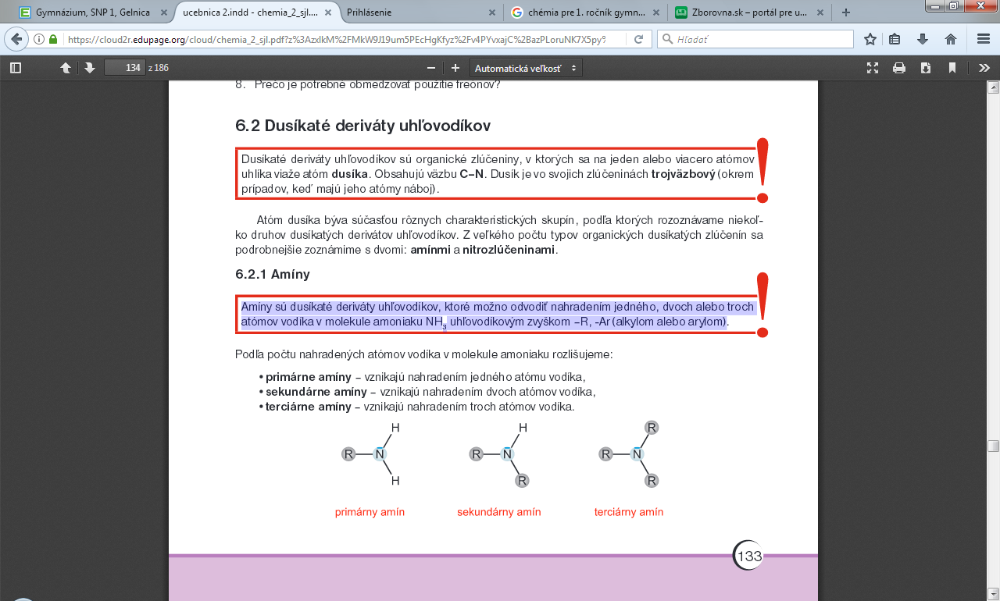 Gymnázium, SNP 1, Gelnica
ucebnica 2.indd - chemia_2_sjl....
Prihlásenie
chémia pre 1. ročník gymn...
Zborovna.sk – portál pre u...
https://cloud2r.edupage.org/cloud/chemia_2_sjl.pdf?z%3AzxIkM%2FMkW9J19um5PEcHgKfyz%2Fv4PYvxajC%2BazPLoruNK7X5py%
Hľadať
134 z 186
Automatická veľkosť
8. Prečo je potrebné obmedzovať použitie freónov?
6.2 Dusíkaté deriváty uhľovodíkov
Dusíkaté deriváty uhľovodíkov sú organické zlúčeniny, v ktorých sa na jeden alebo viacero atómov
uhlíka viaže atóm dusíka. Obsahujú väzbu C–N. Dusík je vo svojich zlúčeninách trojväzbový (okrem
prípadov, keď majú jeho atómy náboj).
Atóm dusíka býva súčasťou rôznych charakteristických skupín, podľa ktorých rozoznávame niekoľ-
ko druhov dusíkatých derivátov uhľovodíkov. Z veľkého počtu typov organických dusíkatých zlúčenín sa
podrobnejšie zoznámime s dvomi: amínmi a nitrozlúčeninami.
6.2.1 Amíny
Amíny sú dusíkaté deriváty uhľovodíkov, ktoré možno odvodiť nahradením jedného, dvoch alebo troch
atómov vodíka v molekule amoniaku NH3 uhľovodíkovým zvyškom –R, -Ar (alkylom alebo arylom).
Podľa počtu nahradených atómov vodíka v molekule amoniaku rozlišujeme:
• primárne amíny – vznikajú nahradením jedného atómu vodíka,
• sekundárne amíny – vznikajú nahradením dvoch atómov vodíka,
• terciárne amíny – vznikajú nahradením troch atómov vodíka.
H H R
R N R N R N
H R R
primárny amín sekundárny amín terciárny amín
133